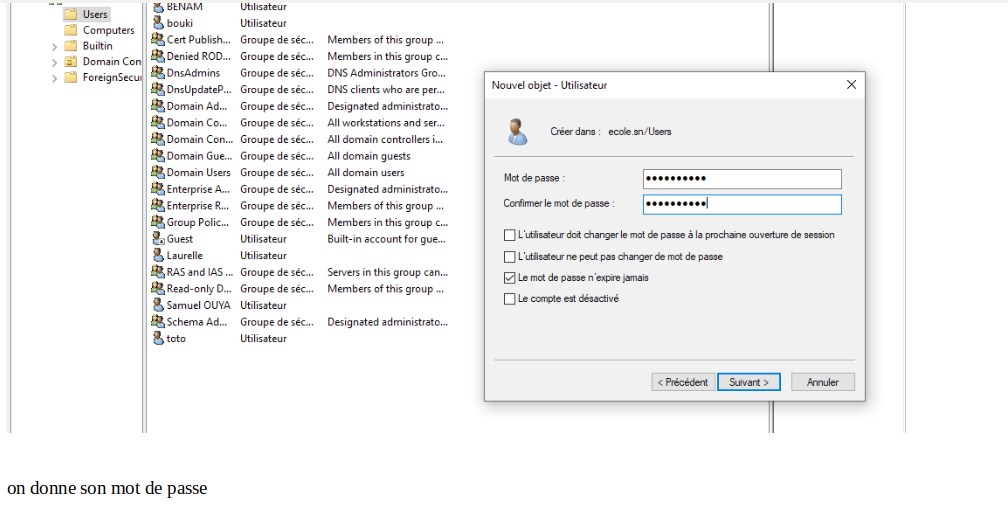 Users
Computers
Builtin
Domain Con
ForeignSecu
BENAM Utilisateur
bouki Utilisateur
Cert Publish... Groupe de séc... Members of this group ...
Denied ROD... Groupe de séc... Members in this group c...
DnsAdmins Groupe de séc... DNS Administrators Gro...
DnsUpdateP... Groupe de séc... DNS clients who are per...
Domain Ad... Groupe de séc... Designated administrato...
Domain Co... Groupe de séc... All workstations and ser...
Domain Con... Groupe de séc... All domain controllers i...
Domain Gue... Groupe de séc... All domain guests
Domain Users Groupe de séc... All domain users
Enterprise A... Groupe de séc... Designated administrato...
Enterprise R... Groupe de séc... Members of this group ...
Group Polic... Groupe de séc... Members in this group c...
Guest Utilisateur Built-in account for gue...
Laurelle Utilisateur
RAS and IAS ... Groupe de séc... Servers in this group can...
Read-only D... Groupe de séc... Members of this group ...
Samuel OUYA Utilisateur
Schema Ad... Groupe de séc... Designated administrato...
toto Utilisateur
Nouvel objet - Utilisateur
Créer dans : ecole.sn/Users
Mot de passe : ●●●●●●●●●●
Confirmer le mot de passe : ●●●●●●●●●●
L'utilisateur doit changer le mot de passe à la prochaine ouverture de session
L'utilisateur ne peut pas changer de mot de passe
Le mot de passe n'expire jamais
Le compte est désactivé
< Précédent Suivant > Annuler
on donne son mot de passe